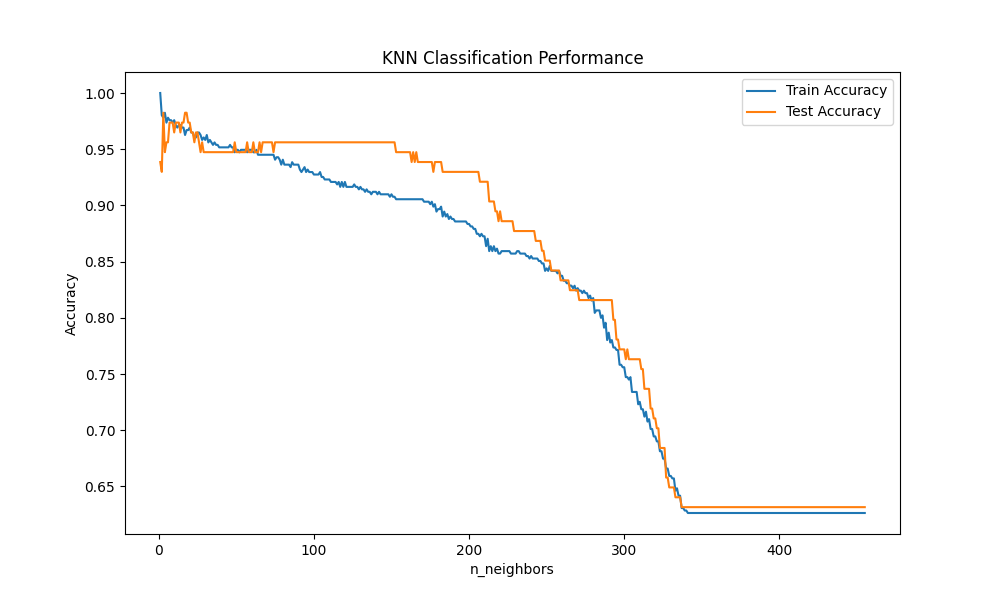 KNN Classification Performance
Train Accuracy
Test Accuracy
Accuracy
1.00
0.95
0.90
0.85
0.80
0.75
0.70
0.65
0 100 200 300 400
n_neighbors